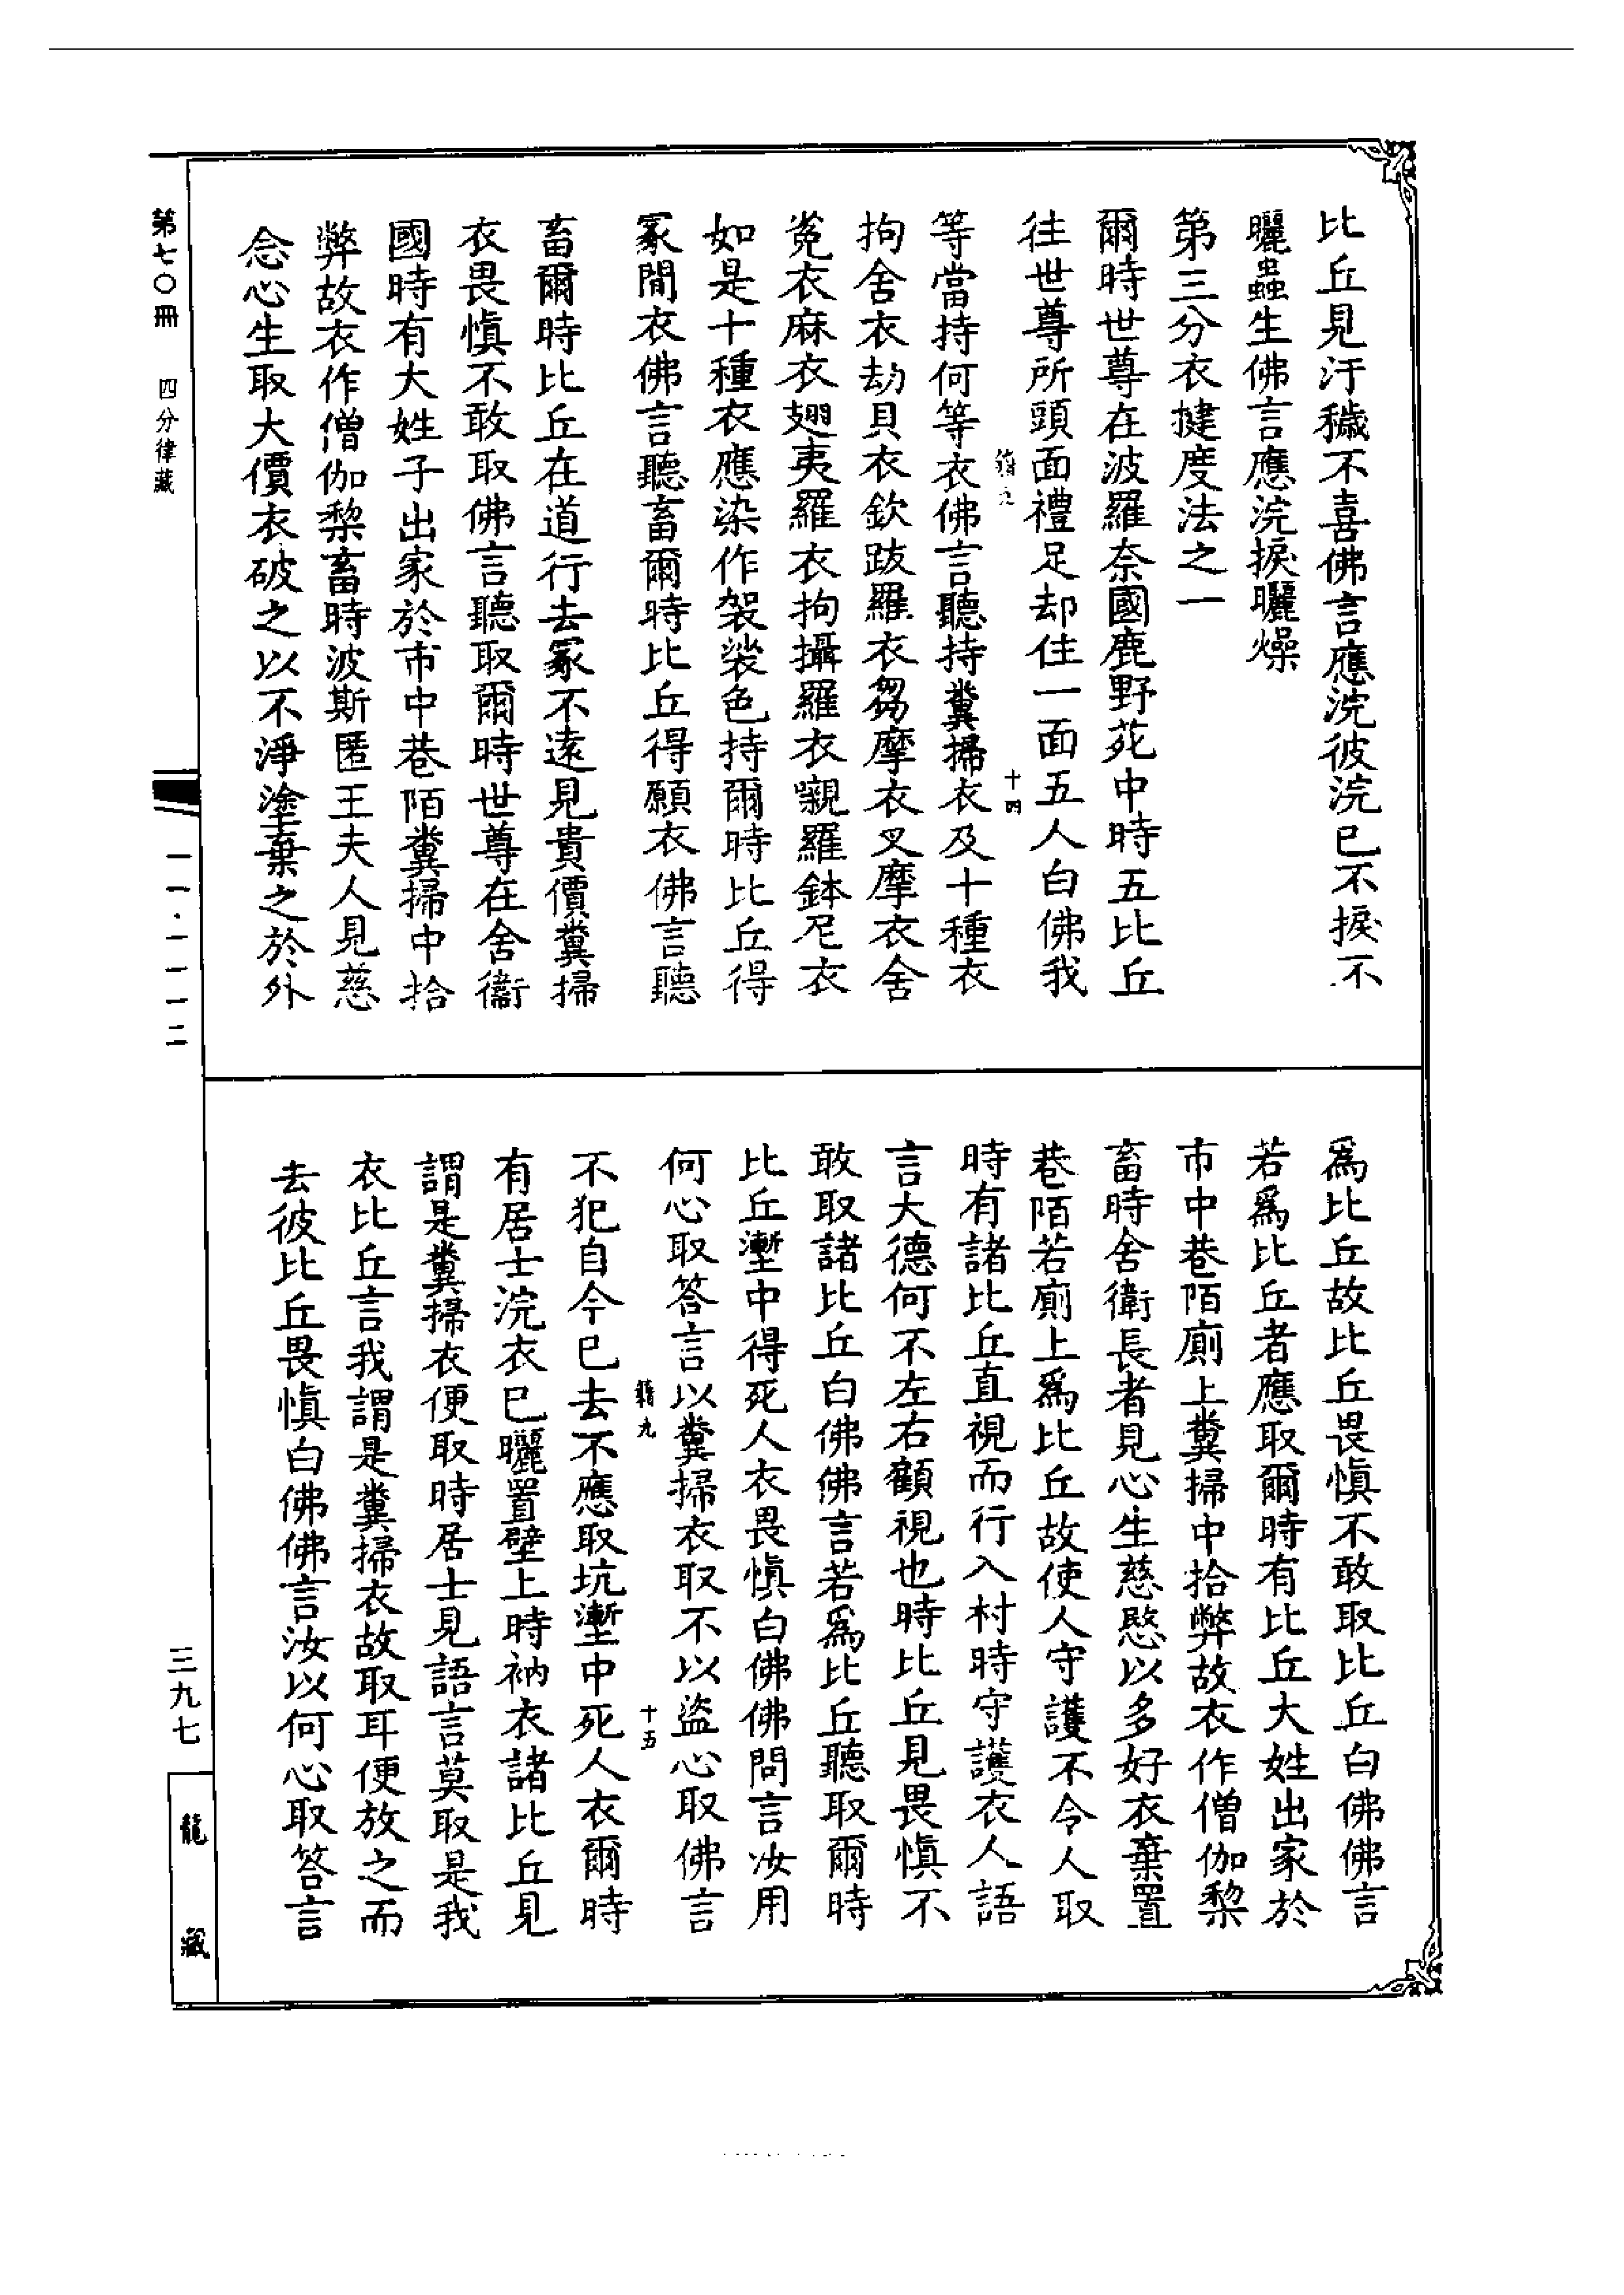 比丘見汙穢不喜佛言應浣彼浣已不捩不
曬蟲生佛言應浣捩曬燥
第三分衣揵度法之一
爾時世尊在波羅奈國鹿野苑中時五比丘
往世尊所頭面禮足却住一面五人白佛我
十四
等當持何等衣佛言聽持糞掃衣及十種衣
拘舍衣劫貝衣欽跋羅衣芻摩衣叉摩衣舍
㝹衣麻衣翅夷羅衣拘攝羅衣嚫羅鉢尼衣
如是十種衣應染作袈裟色持爾時比丘得
冢間衣佛言聽畜爾時比丘得願衣佛言聽
畜爾時比丘在道行去冢不遠見貴價糞掃
衣畏慎不敢取佛言聽取爾時世尊在舍衞
國時有大姓子出家於市中巷陌糞掃中拾
弊故衣作僧伽梨畜時波斯匿王夫人見慈
念心生取大價衣破之以不淨塗棄之於外
爲比丘故比丘畏慎不敢取比丘白佛佛言
若爲比丘者應取爾時有比丘大姓出家於
市中巷陌廁上糞掃中拾弊故衣作僧伽梨
畜時舍衛長者見心生慈愍以多好衣棄置
巷陌若廁上爲比丘故使人守護不令人取
時有諸比丘直視而行入村時守護衣人語
言大德何不左右顧視也時比丘見畏慎不
敢取諸比丘白佛佛言若爲比丘聽取爾時
比丘塹中得死人衣畏慎白佛佛問言汝用
何心取答言以糞掃衣取不以盜心取佛言
十五
不犯自今已去不應取坑塹中死人衣爾時
有居士浣衣已曬置壁上時衲衣諸比丘見
謂是糞掃衣便取時居士見語言莫取是我
衣比丘言我謂是糞掃衣故取耳便放之而
去彼比丘畏慎白佛佛言汝以何心取答言
第七〇冊 四分律藏
一一·一一一二
三九七
龍藏